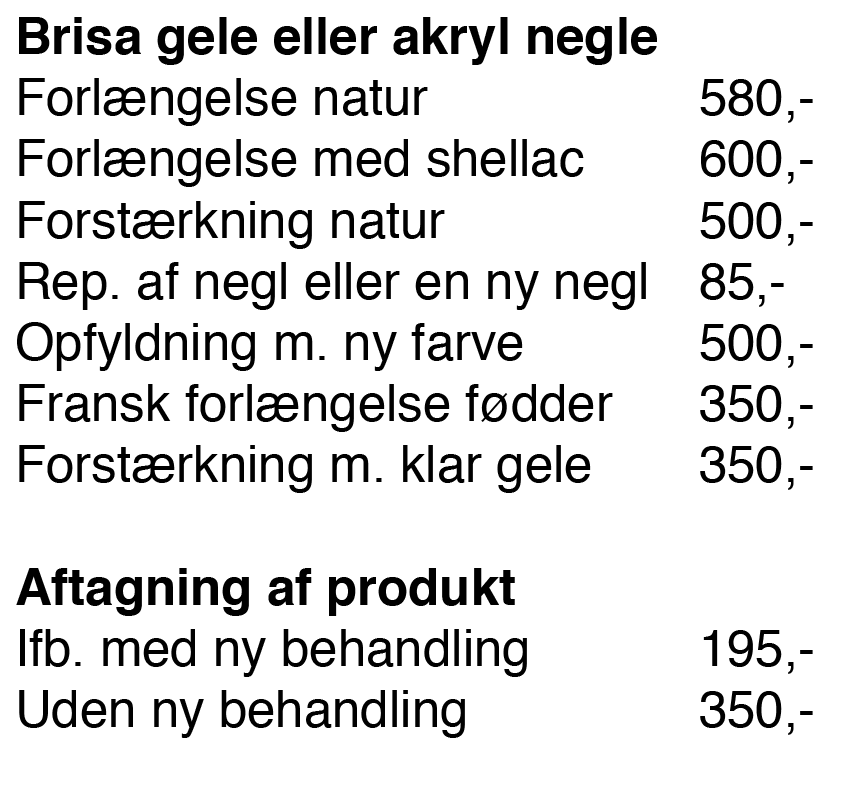 Brisa gele eller akryl negle
Forlængelse natur 580,-
Forlængelse med shellac 600,-
Forstærkning natur 500,-
Rep. af negl eller en ny negl 85,-
Opfyldning m. ny farve 500,-
Fransk forlængelse fødder 350,-
Forstærkning m. klar gele 350,-
Aftagning af produkt
Ifb. med ny behandling 195,-
Uden ny behandling 350,-